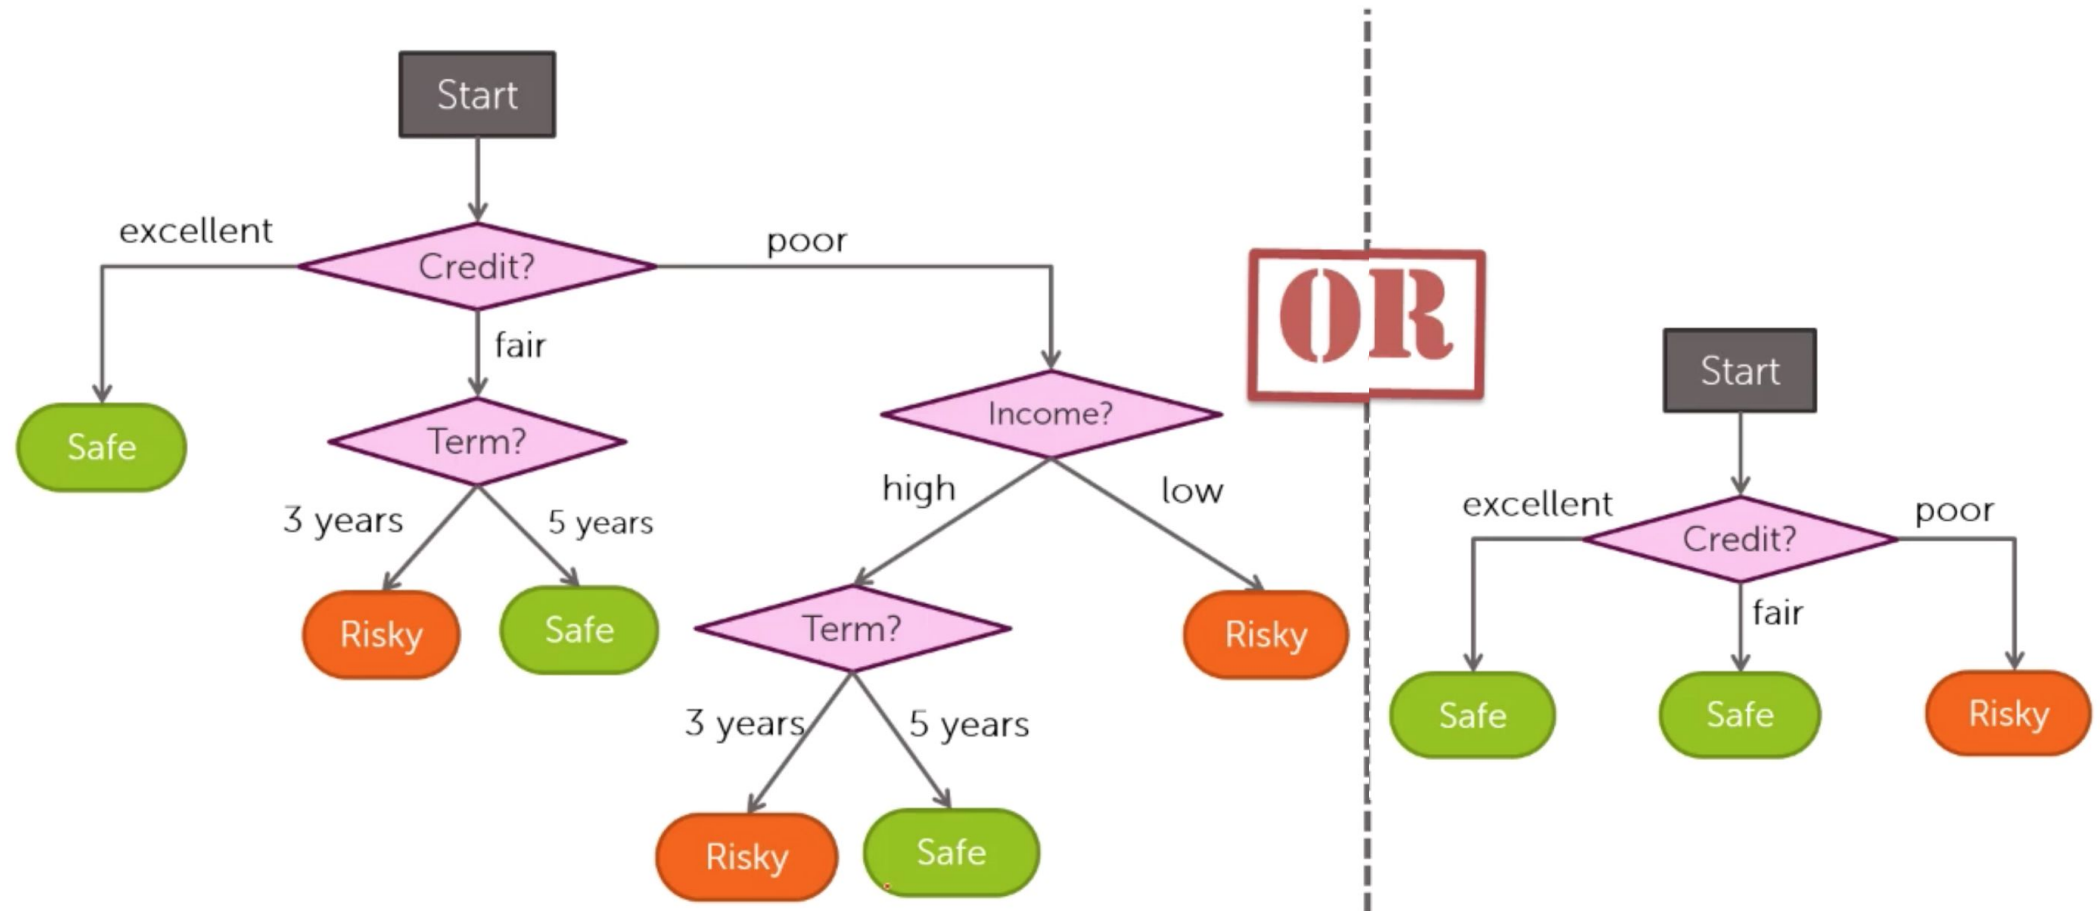 Start
excellent
poor
Credit?
fair
Safe
Term?
Income?
3 years
5 years
high
low
Risky
Safe
Term?
Risky
3 years
5 years
Risky
Safe
OR
Start
excellent
poor
Credit?
fair
Safe
Safe
Risky